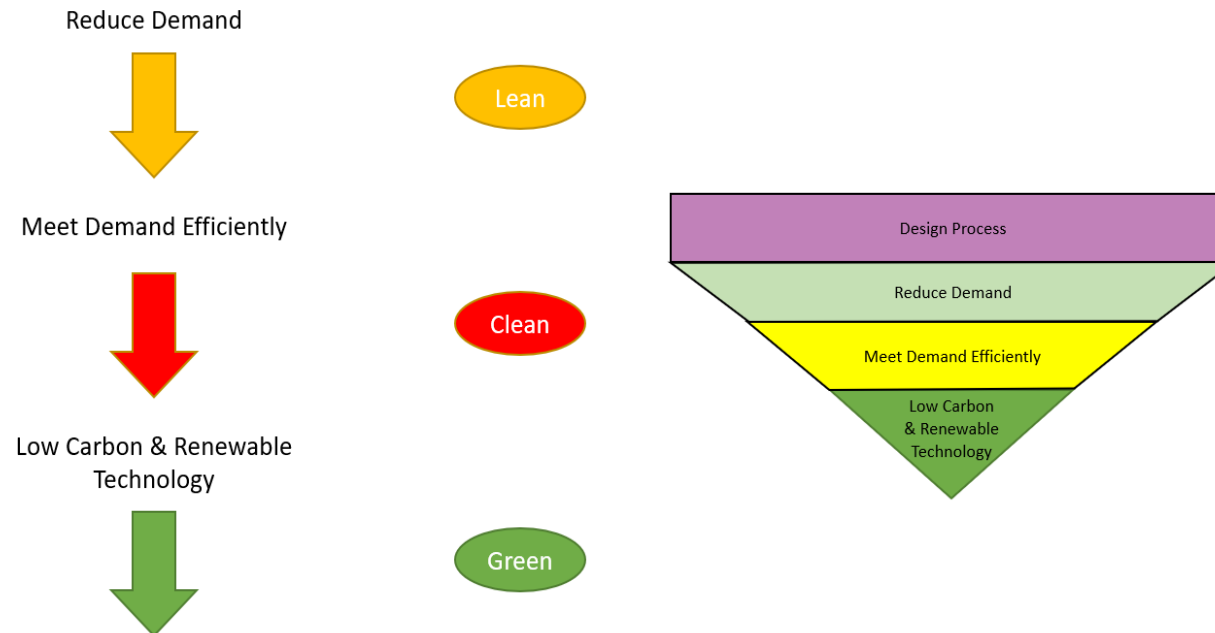 Reduce Demand
Lean
Meet Demand Efficiently
Clean
Low Carbon & Renewable
Technology
Green
Design Process
Reduce Demand
Meet Demand Efficiently
Low Carbon
& Renewable
Technology